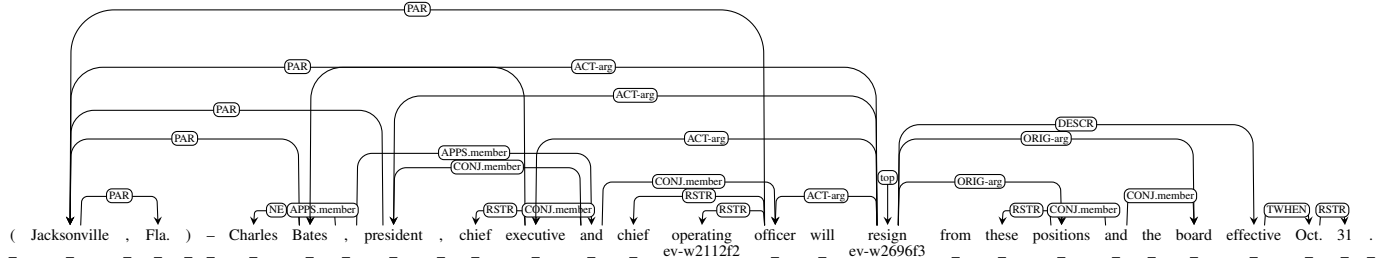 PAR
PAR ACT-arg
ACT-arg
PAR
DESCR
PAR ACT-arg ORIG-arg
APPS.member
CONJ.member
CONJ.member top ORIG-arg
PAR RSTR ACT-arg CONJ.member
NE APPS.member RSTR CONJ.member RSTR RSTR CONJ.member TWHEN RSTR
( Jacksonville , Fla. ) – Charles Bates , president , chief executive and chief operating officer will resign from these positions and the board effective Oct. 31 .
_ _ _ _ _ _ _ _ _ _ _ _ _ _ _ ev-w2112f2 _ _ ev-w2696f3 _ _ _ _ _ _ _ _ _ _